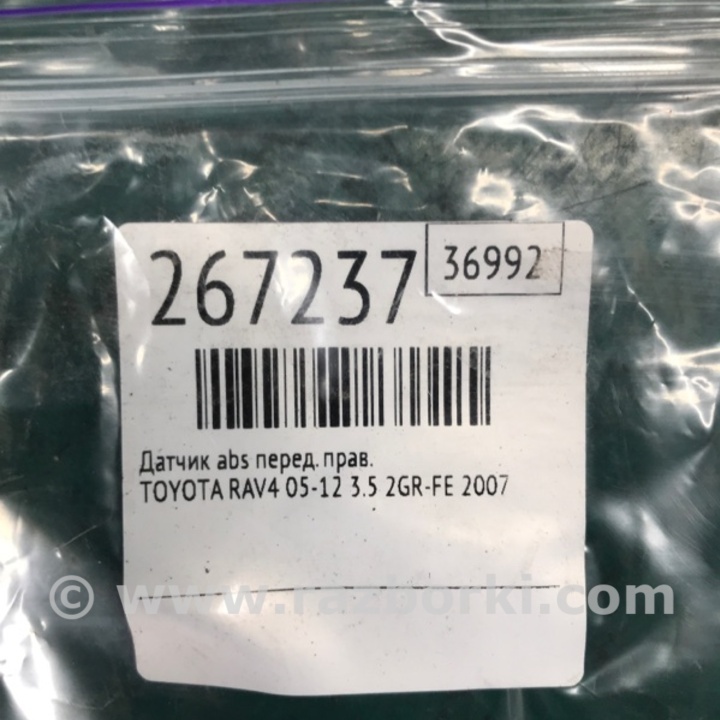 267237 36992
Датчик abs перед. прав.
TOYOTA RAV4 05-12 3.5 2GR-FE 2007
© www.razborki.com